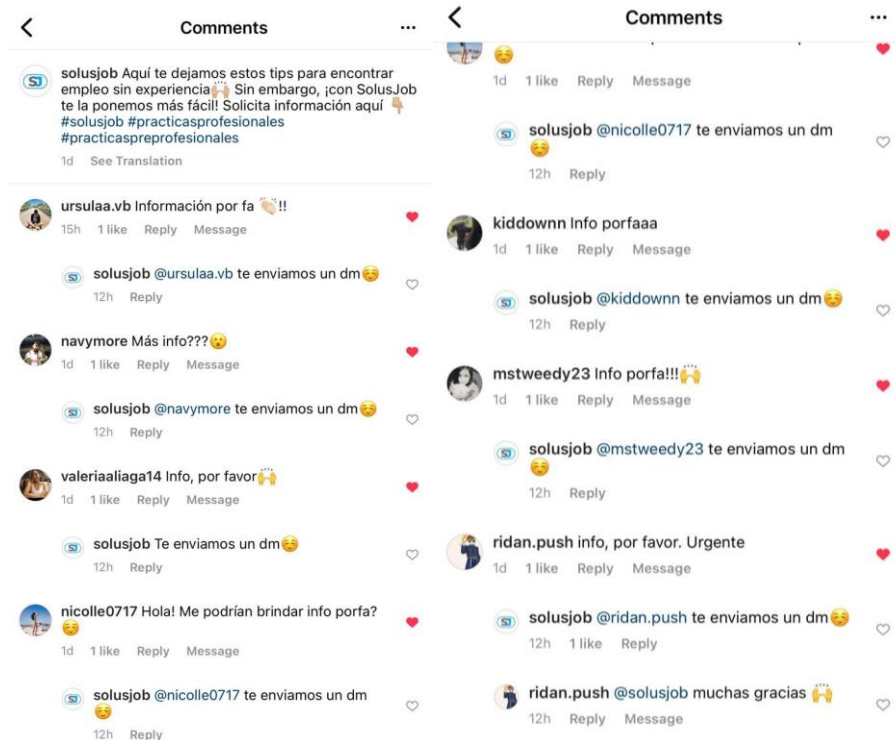 Comments
solusjob Aquí te dejamos estos tips para encontrar
empleo sin experiencia🙌🏼 Sin embargo, ¡con SolusJob
te la ponemos más fácil! Solicita información aquí 👇🏼
#solusjob #practicasprofesionales
#practicaspreprofesionales
1d See Translation
ursulaa.vb Información por fa 👏🏻!!
15h 1 like Reply Message
SJ solusjob @ursulaa.vb te enviamos un dm☺️
12h Reply
navymore Más info???😮
1d 1 like Reply Message
SJ solusjob @navymore te enviamos un dm☺️
12h Reply
valeriaaliaga14 Info, por favor🙌
1d 1 like Reply Message
SJ solusjob Te enviamos un dm☺️
12h Reply
nicolle0717 Hola! Me podrían brindar info porfa?
☺️
1d 1 like Reply Message
SJ solusjob @nicolle0717 te enviamos un dm
☺️
12h Reply
Comments
☺️
1d 1 like Reply Message
SJ solusjob @nicolle0717 te enviamos un dm
☺️
12h Reply
kiddownn Info porfaaa
1d 1 like Reply Message
SJ solusjob @kiddownn te enviamos un dm☺️
12h Reply
mstweedy23 Info porfa!!!🙌
1d 1 like Reply Message
SJ solusjob @mstweedy23 te enviamos un dm
☺️
12h Reply
ridan.push info, por favor. Urgente
1d 1 like Reply Message
SJ solusjob @ridan.push te enviamos un dm☺️
12h 1 like Reply
ridan.push @solusjob muchas gracias 🙌
12h Reply Message